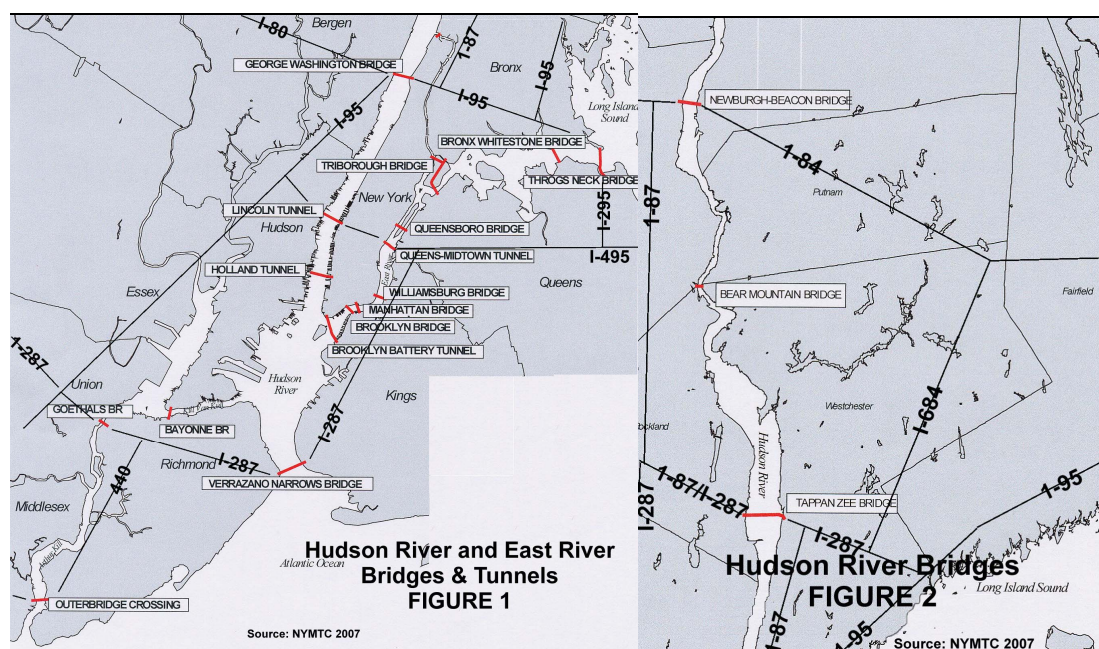 Bergen
I-80
I-87
GEORGE WASHINGTON BRIDGE
Bronx
I-95
I-95
I-95
Long Island
Sound
BRONX WHITESTONE BRIDGE
TRIBOROUGH BRIDGE
THROGS NECK BRIDGE
New York
I-295
LINCOLN TUNNEL
Hudson
QUEENSBORO BRIDGE
QUEENS-MIDTOWN TUNNEL
I-495
East River
HOLLAND TUNNEL
Queens
Essex
WILLIAMSBURG BRIDGE
MANHATTAN BRIDGE
BROOKLYN BRIDGE
BROOKLYN BATTERY TUNNEL
I-287
Hudson
River
Union
Kings
GOETHALS BR
BAYONNE BR
I-287
Richmond
I-287
440
VERRAZANO NARROWS BRIDGE
Middlesex
Atlantic Ocean
OUTERBRIDGE CROSSING
Hudson River and East River
Bridges & Tunnels
FIGURE 1
Source: NYMTC 2007
NEWBURGH-BEACON BRIDGE
I-84
Putnam
I-87
BEAR MOUNTAIN BRIDGE
Fairfield
Westchester
I-684
ockland
Hudson River
I-87/I-287
I-287
TAPPAN ZEE BRIDGE
I-95
I-287
Hudson River Bridges
FIGURE 2
Long Island Sound
I-87
I-95
Source: NYMTC 2007